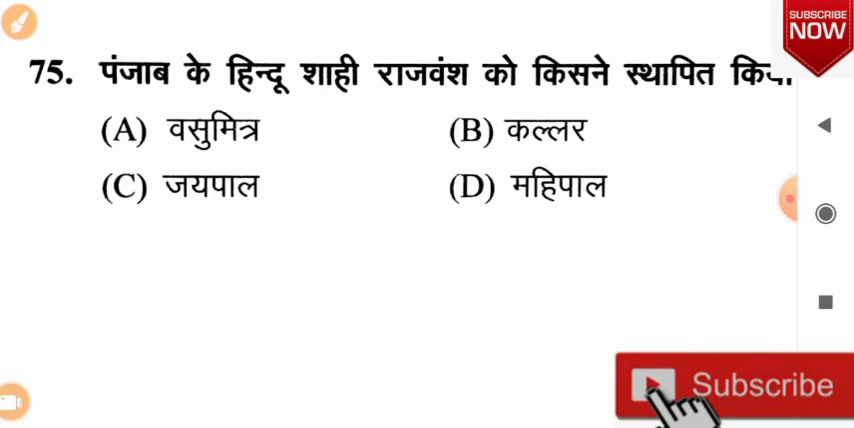 SUBSCRIBE
NOW
75. पंजाब के हिन्दू शाही राजवंश को किसने स्थापित
(A) वसुमित्र (B) कल्लर
(C) जयपाल (D) महिपाल
Subscribe